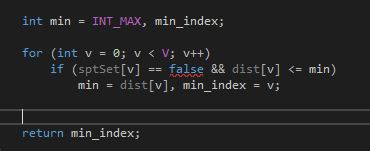 int min = INT_MAX, min_index;
for (int v = 0; v < V; v++)
if (sptSet[v] == false && dist[v] <= min)
min = dist[v], min_index = v;
return min_index;